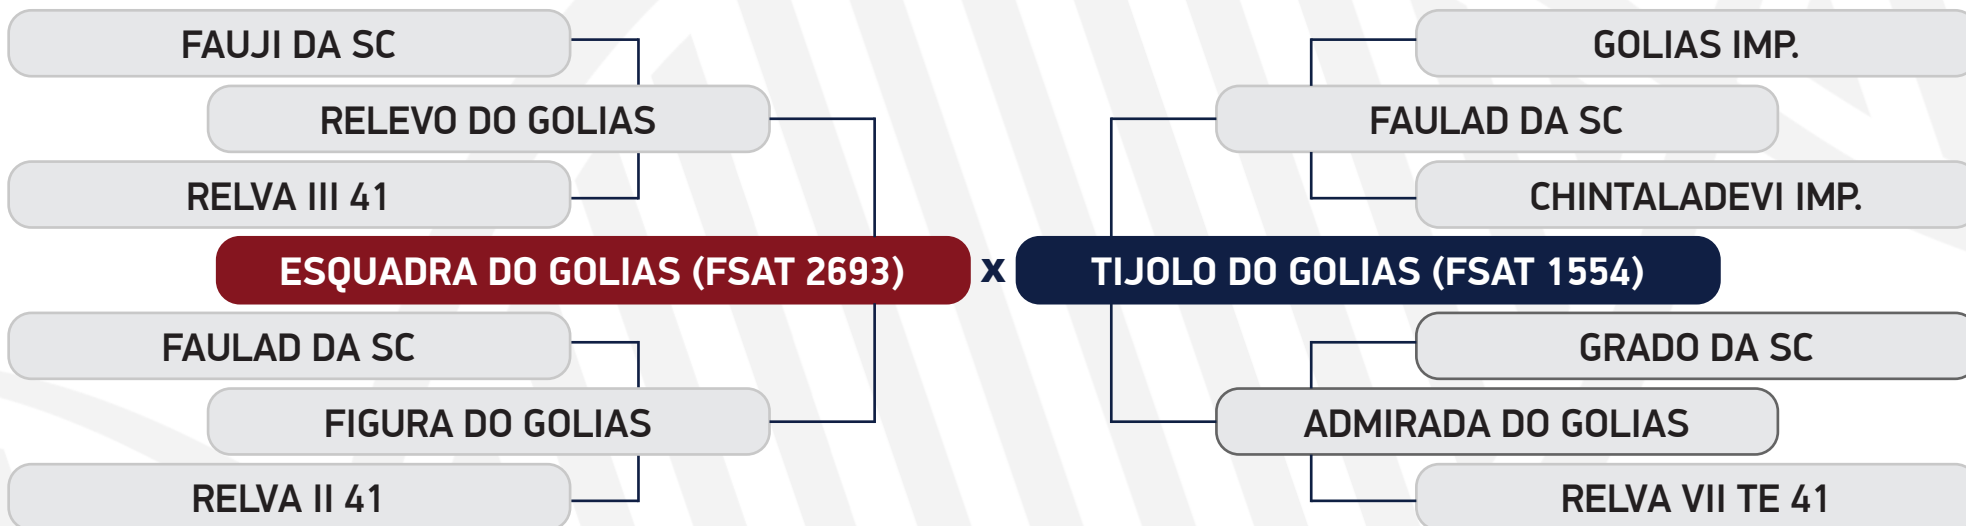 FAUJI DA SC
RELEVO DO GOLIAS
RELVA III 41
ESQUADRA DO GOLIAS (FSAT 2693)
FAULAD DA SC
FIGURA DO GOLIAS
RELVA II 41
x
GOLIAS IMP.
FAULAD DA SC
CHINTALADEVI IMP.
TIJOLO DO GOLIAS (FSAT 1554)
GRADO DA SC
ADMIRADA DO GOLIAS
RELVA VII TE 41